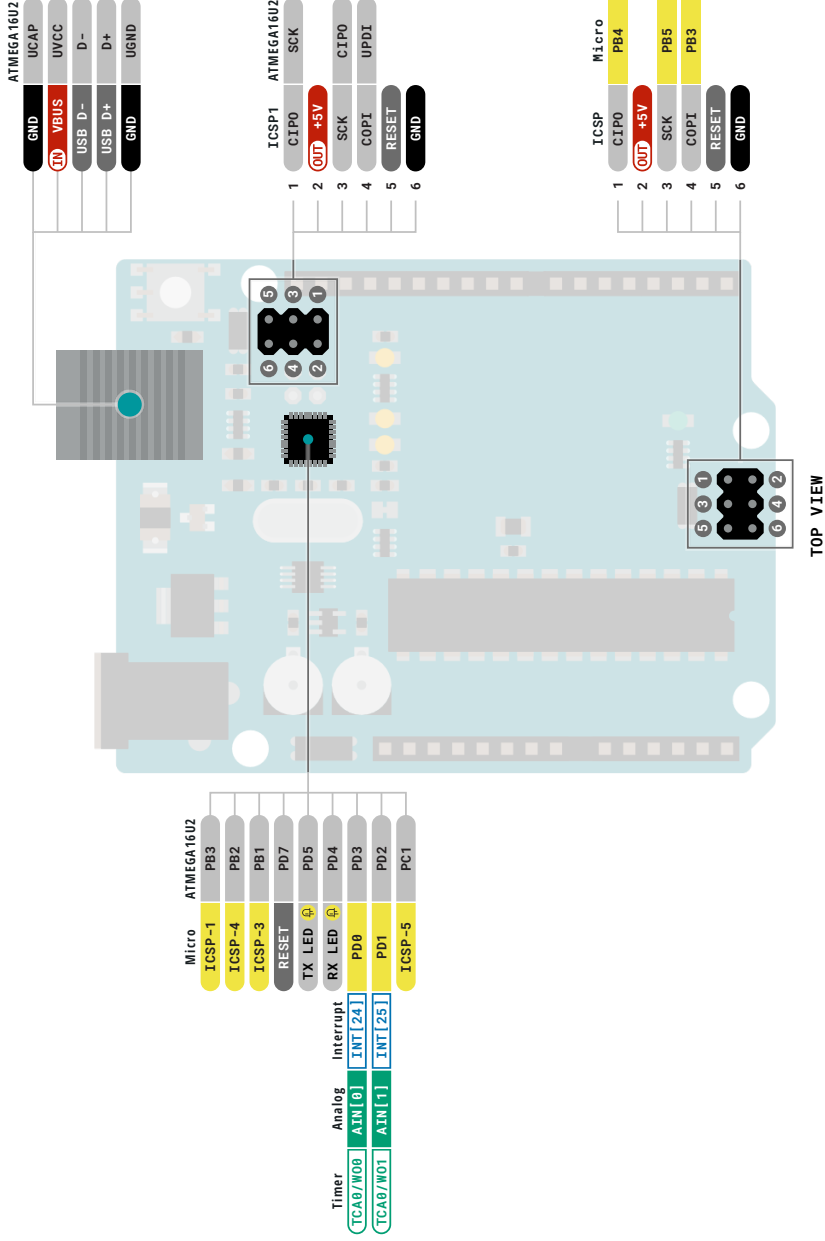 ATMEGA16U2
GND UCAP
IN VBUS UVCC
USB D- D-
USB D+ D+
GND UGND
ICSP1 ATMEGA16U2
1 CIPO SCK
2 OUT +5V
3 SCK CIPO
4 COPI UPDI
5 RESET
6 GND
ICSP Micro
1 CIPO PB4
2 OUT +5V
3 SCK PB5
4 COPI PB3
5 RESET
6 GND
6 5
4 3
2 1
5 3 1
6 4 2
Micro ATMEGA16U2
ICSP-1 PB3
ICSP-4 PB2
ICSP-3 PB1
RESET PD7
TX LED PD5
RX LED PD4
Timer Analog Interrupt
TCA0/WO0 AIN[0] INT[24] PD0 PD3
TCA0/WO1 AIN[1] INT[25] PD1 PD2
ICSP-5 PC1
TOP VIEW